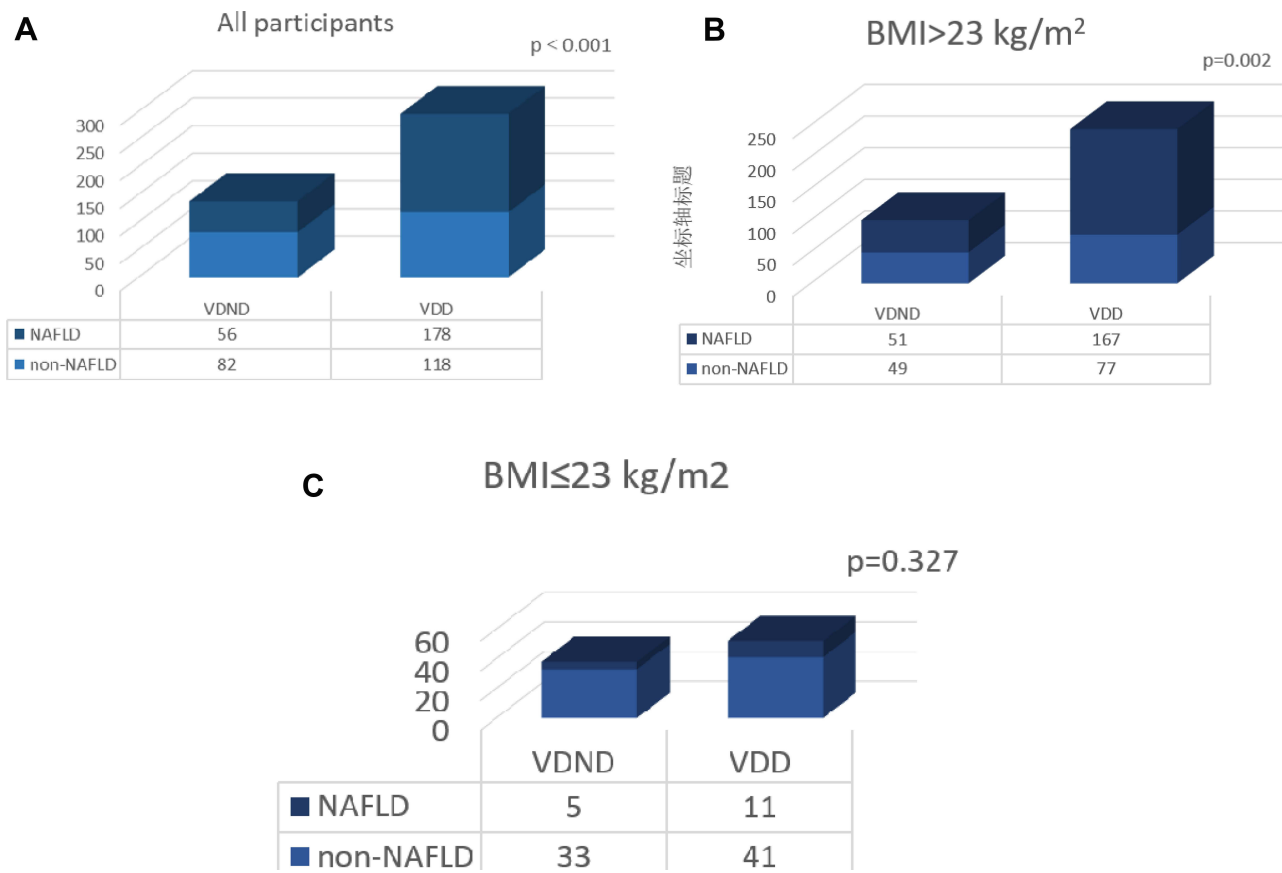 A
All participants
p < 0.001
300
250
200
150
100
50
0
VDND VDD
NAFLD 56 178
non-NAFLD 82 118
B
BMI>23 kg/m²
p=0.002
坐标轴标题
250
200
150
100
50
0
VDND VDD
NAFLD 51 167
non-NAFLD 49 77
C
BMI≤23 kg/m2
p=0.327
60
40
20
0
VDND VDD
NAFLD 5 11
non-NAFLD 33 41